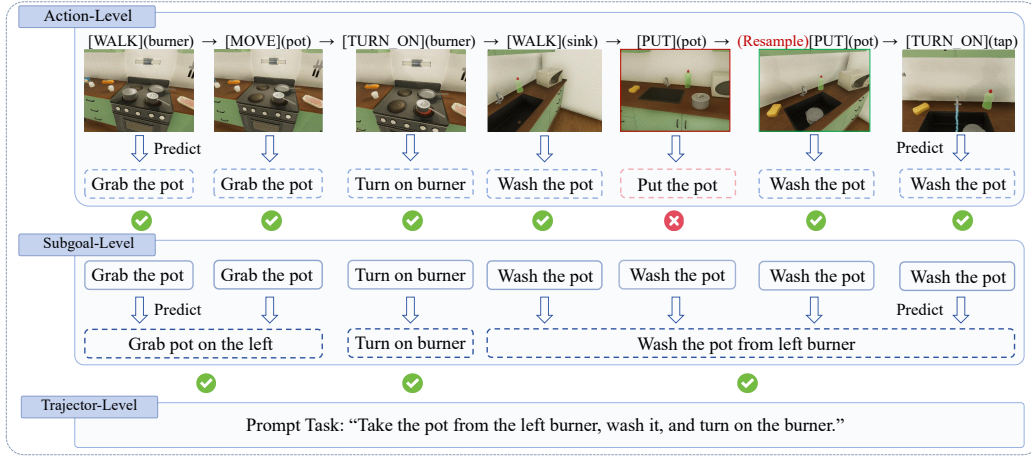 Action-Level
[WALK](burner) → [MOVE](pot) → [TURN_ON](burner) → [WALK](sink) → [PUT](pot) → (Resample)[PUT](pot) → [TURN_ON](tap)
Predict Predict
Grab the pot Grab the pot Turn on burner Wash the pot Put the pot Wash the pot Wash the pot
Subgoal-Level
Grab the pot Grab the pot Turn on burner Wash the pot Wash the pot Wash the pot Wash the pot
Predict Predict
Grab pot on the left Turn on burner Wash the pot from left burner
Trajector-Level
Prompt Task: “Take the pot from the left burner, wash it, and turn on the burner.”